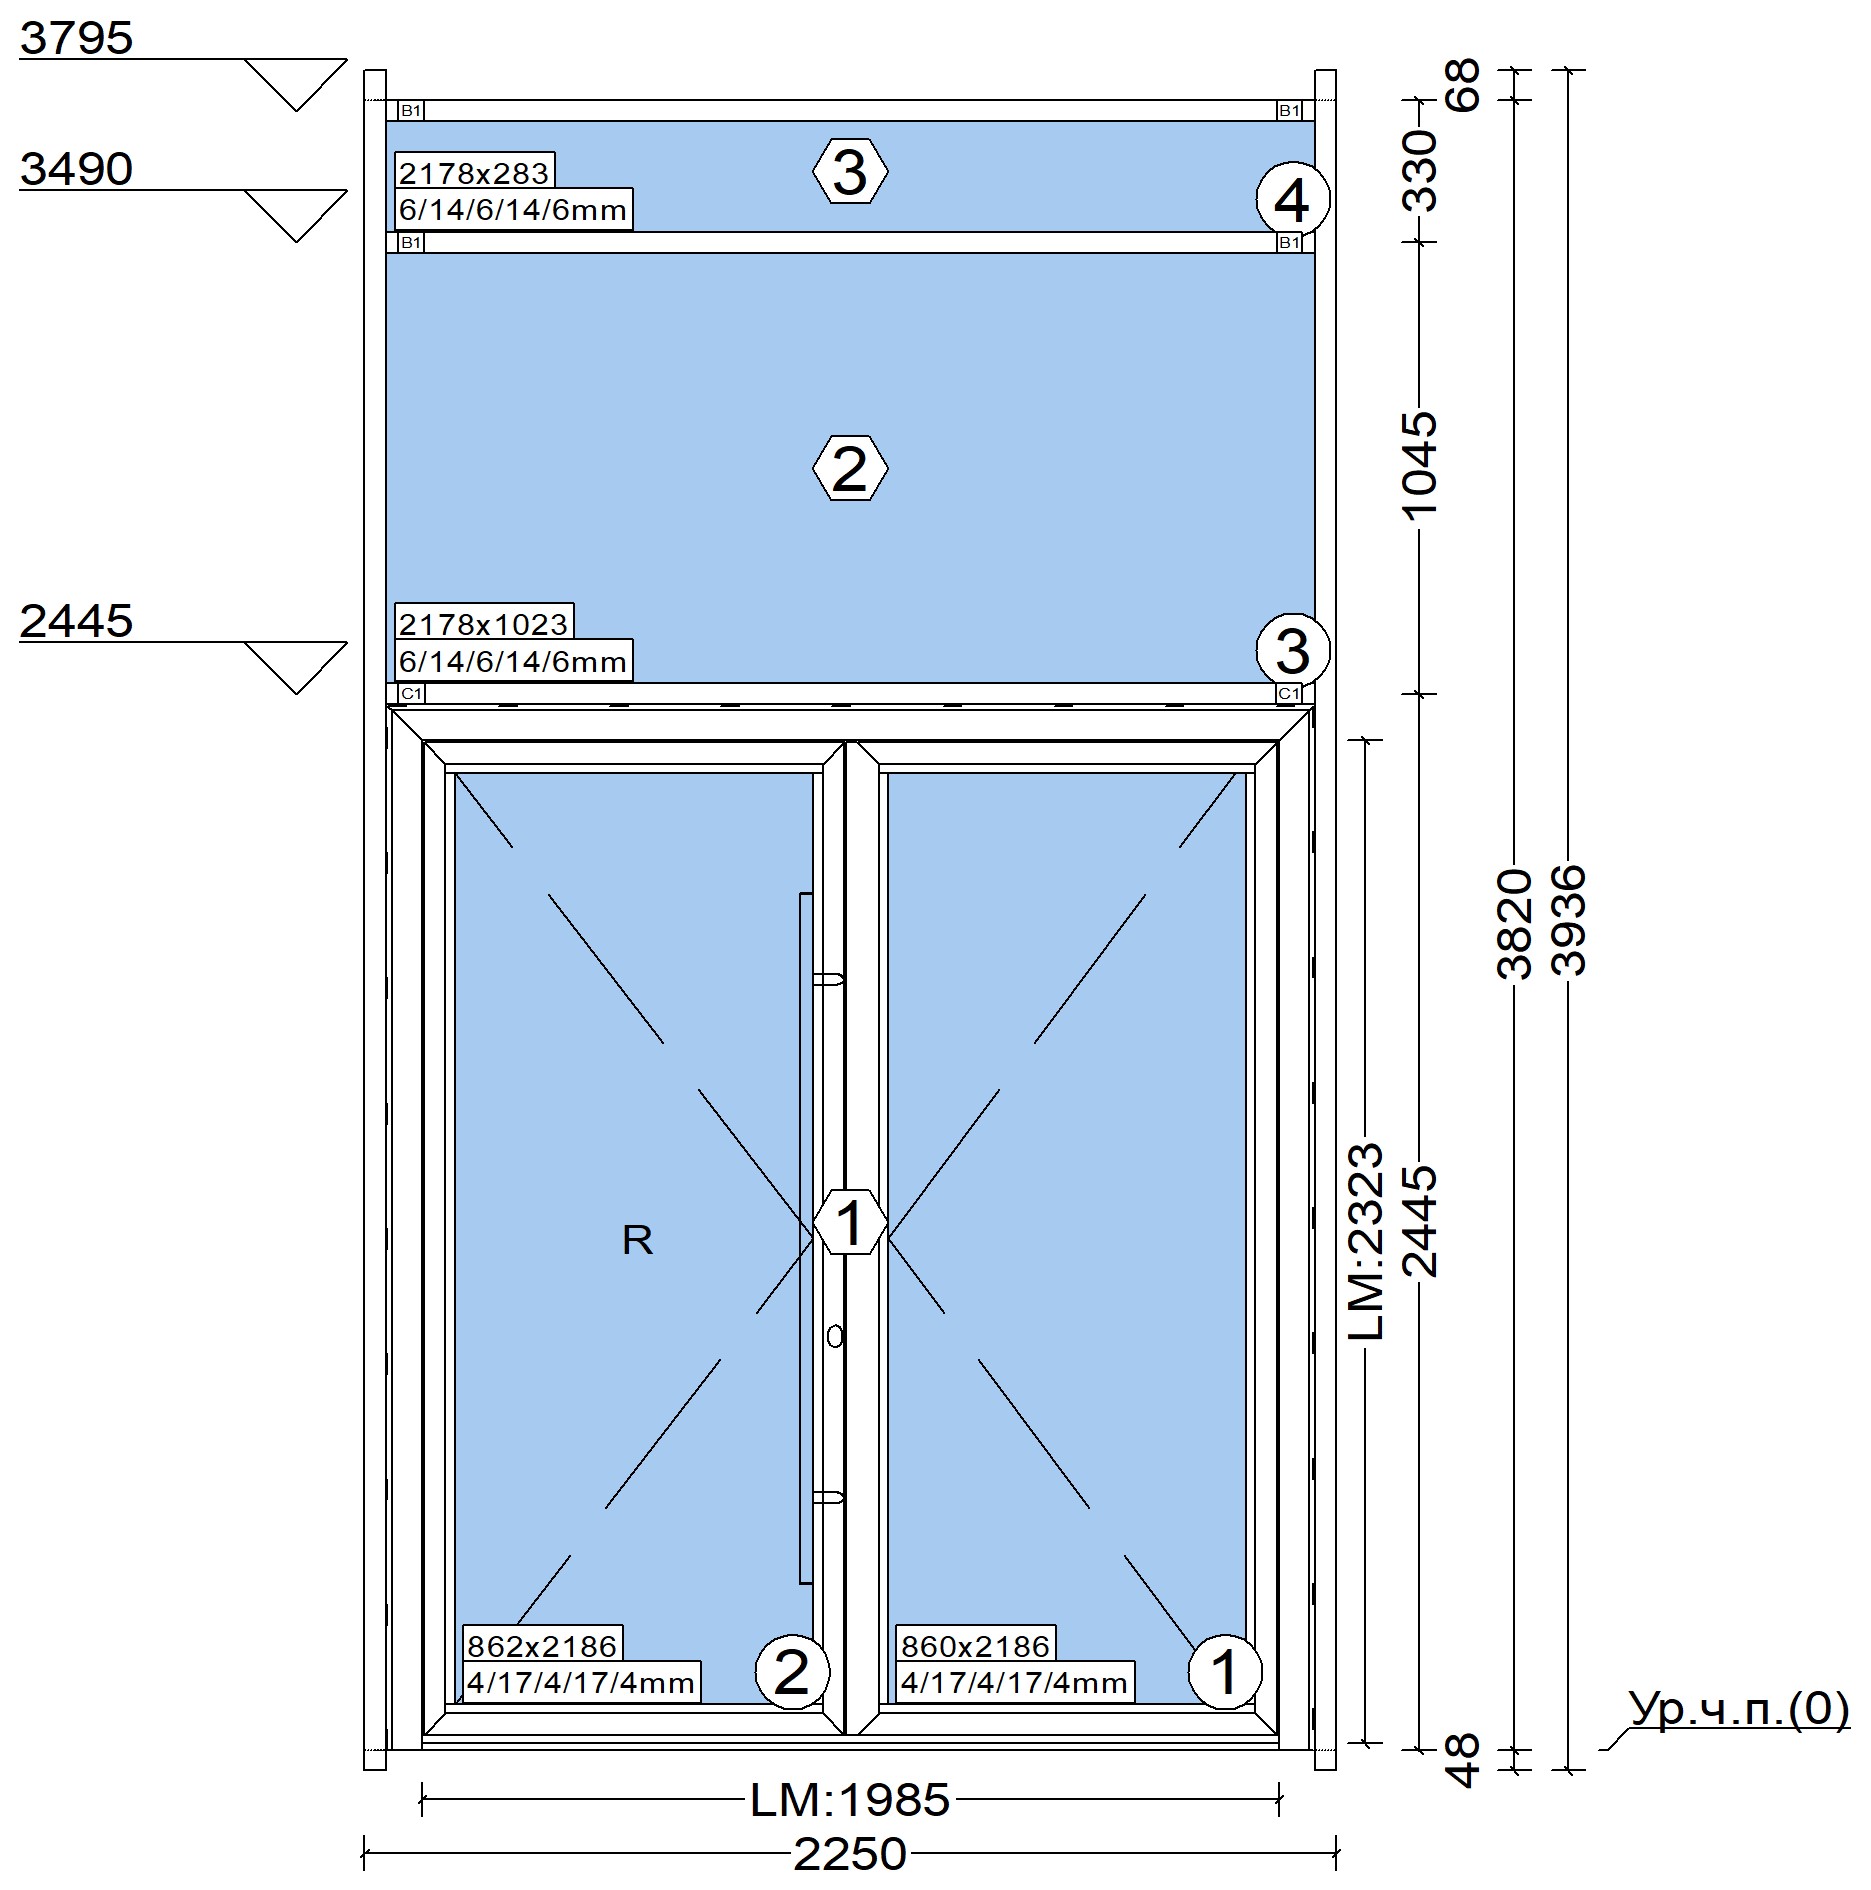 3795
68
B1
B1
3
2178x283
6/14/6/14/6mm
4
330
3490
B1
B1
2
1045
2445
2178x1023
6/14/6/14/6mm
3
C1
C1
3820
3936
LM:2323
2445
R
1
862x2186
4/17/4/17/4mm
2
860x2186
4/17/4/17/4mm
1
Ур.ч.п.(0)
48
LM:1985
2250